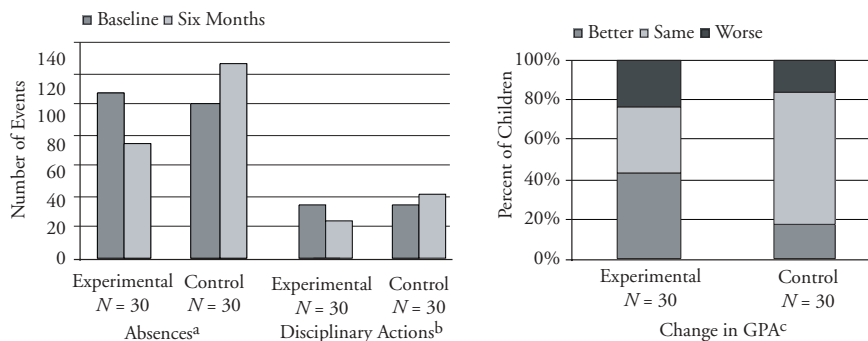 Baseline Six Months
Number of Events
140
120
100
80
60
40
20
0
Experimental
N = 30
Control
N = 30
Experimental
N = 30
Control
N = 30
Absencesa
Disciplinary Actionsb
Better Same Worse
Percent of Children
100%
80%
60%
40%
20%
0%
Experimental
N = 30
Control
N = 30
Change in GPAc